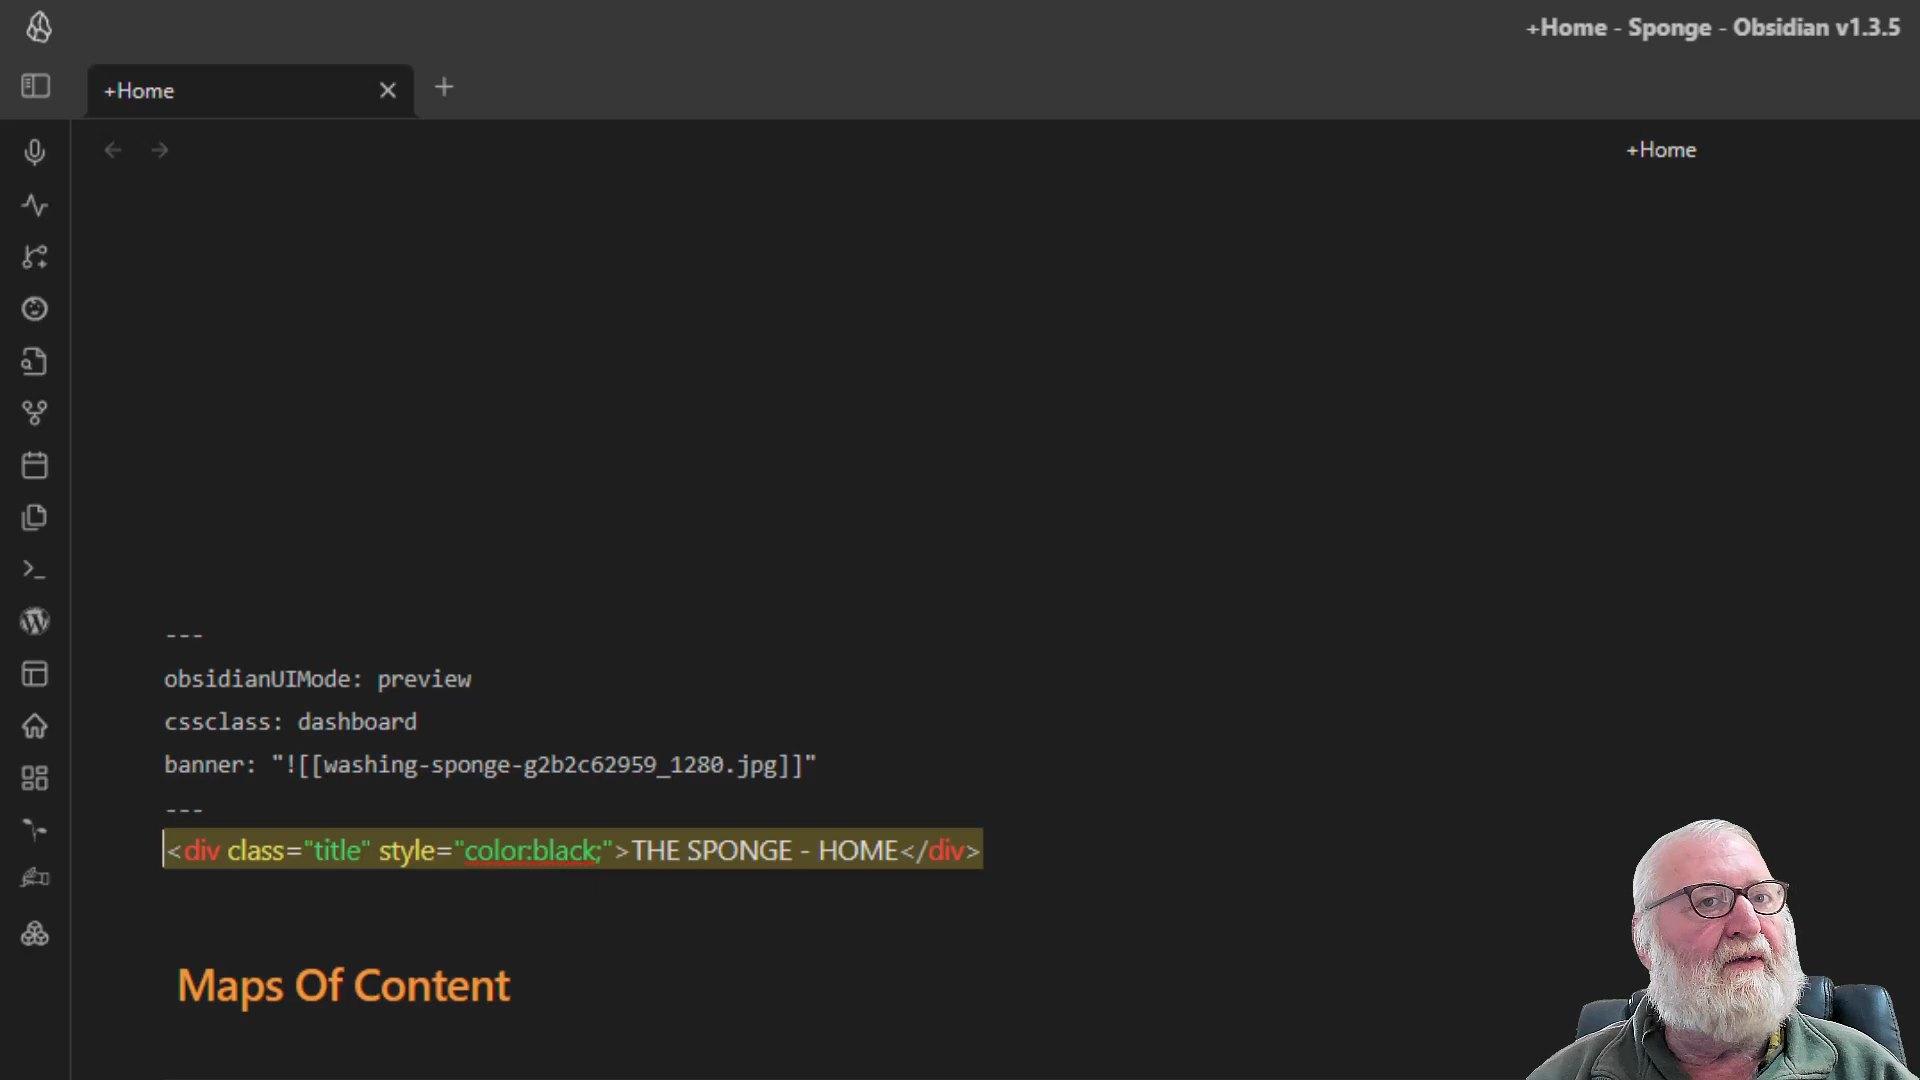 +Home - Sponge - Obsidian v1.3.5
+Home
+Home
---
obsidianUIMode: preview
cssclass: dashboard
banner: "![[washing-sponge-g2b2c62959_1280.jpg]]"
---
<div class="title" style="color:black;">THE SPONGE - HOME</div>
Maps Of Content